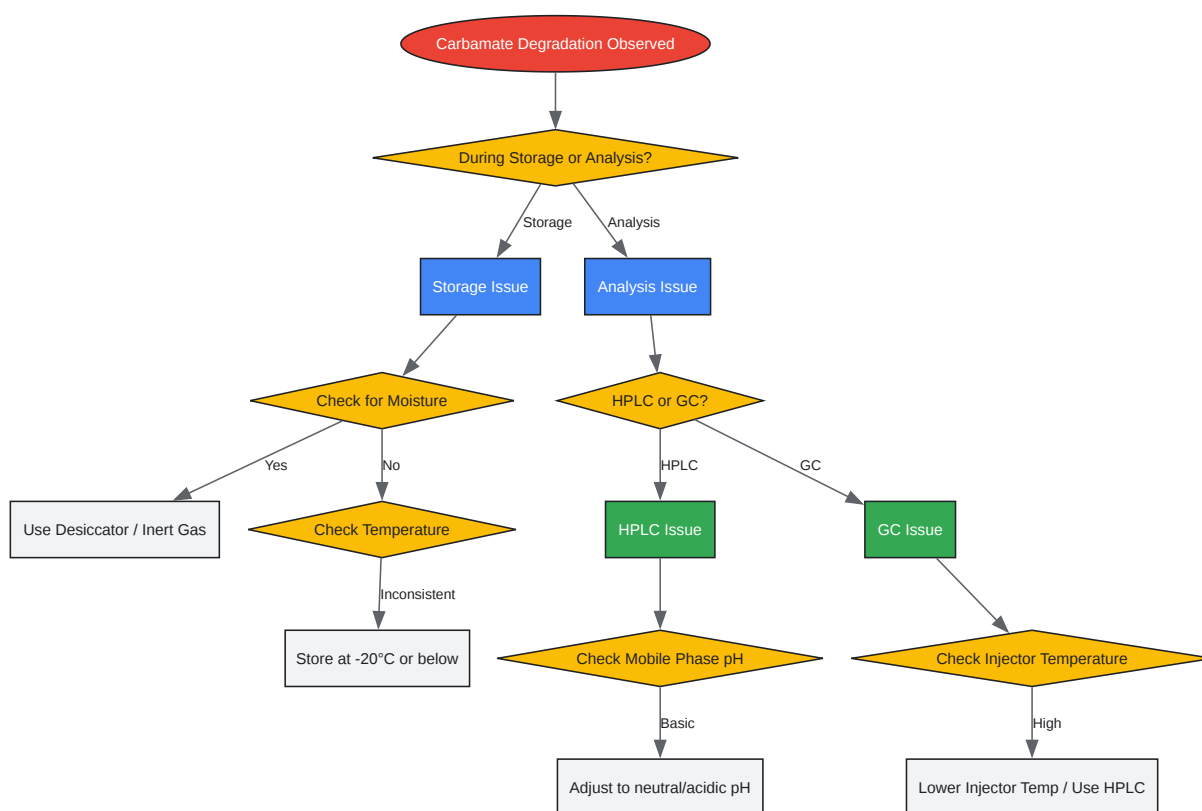 Carbamate Degradation Observed
During Storage or Analysis?
Storage
Analysis
Storage Issue
Analysis Issue
Check for Moisture
HPLC or GC?
Yes
No
HPLC
GC
Use Desiccator / Inert Gas
Check Temperature
HPLC Issue
GC Issue
Inconsistent
Store at -20°C or below
Check Mobile Phase pH
Check Injector Temperature
Basic
High
Adjust to neutral/acidic pH
Lower Injector Temp / Use HPLC